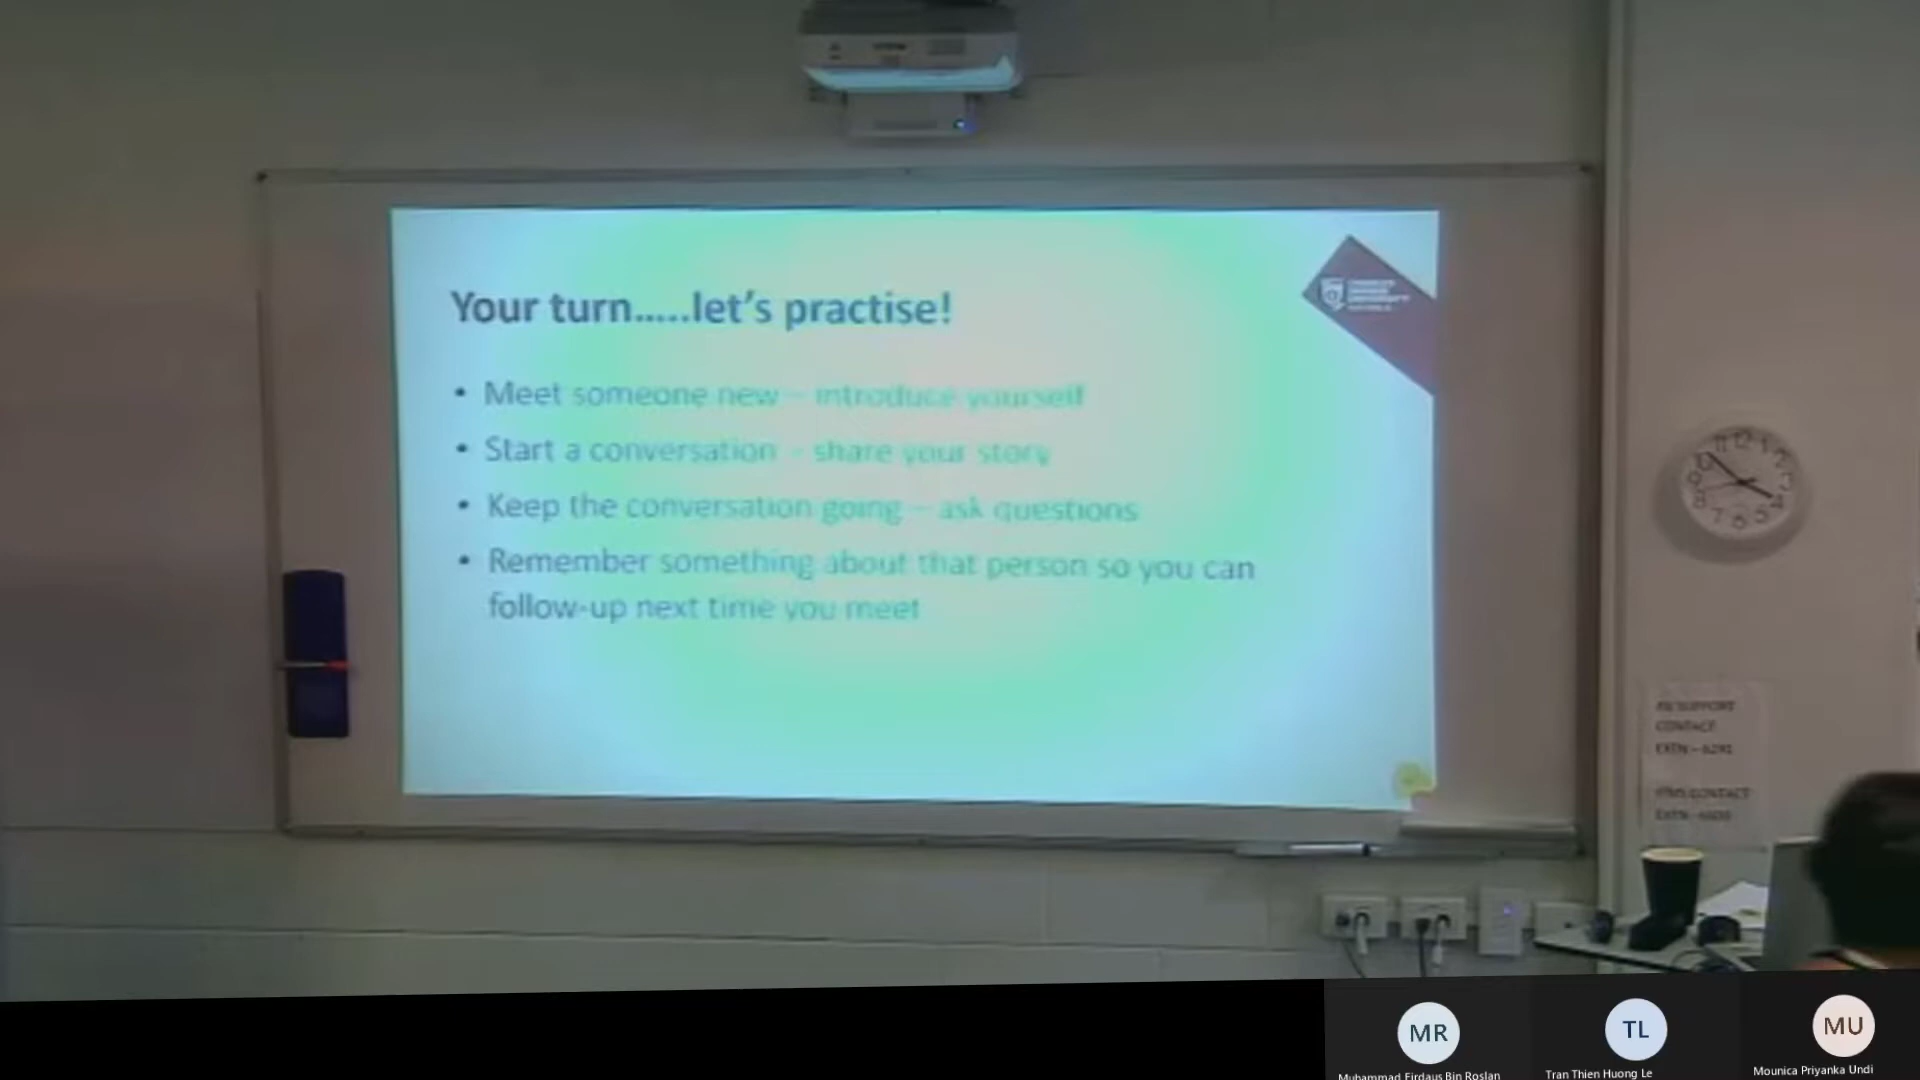 Your turn.....let's practise!
• Meet someone new – introduce yourself
• Start a conversation – share your story
• Keep the conversation going – ask questions
• Remember something about that person so you can
follow-up next time you meet
CONTACT
MR
TL
MU
Muhammad Firdaus Bin Roslan
Tran Thien Huong Le
Mounica Priyanka Undi